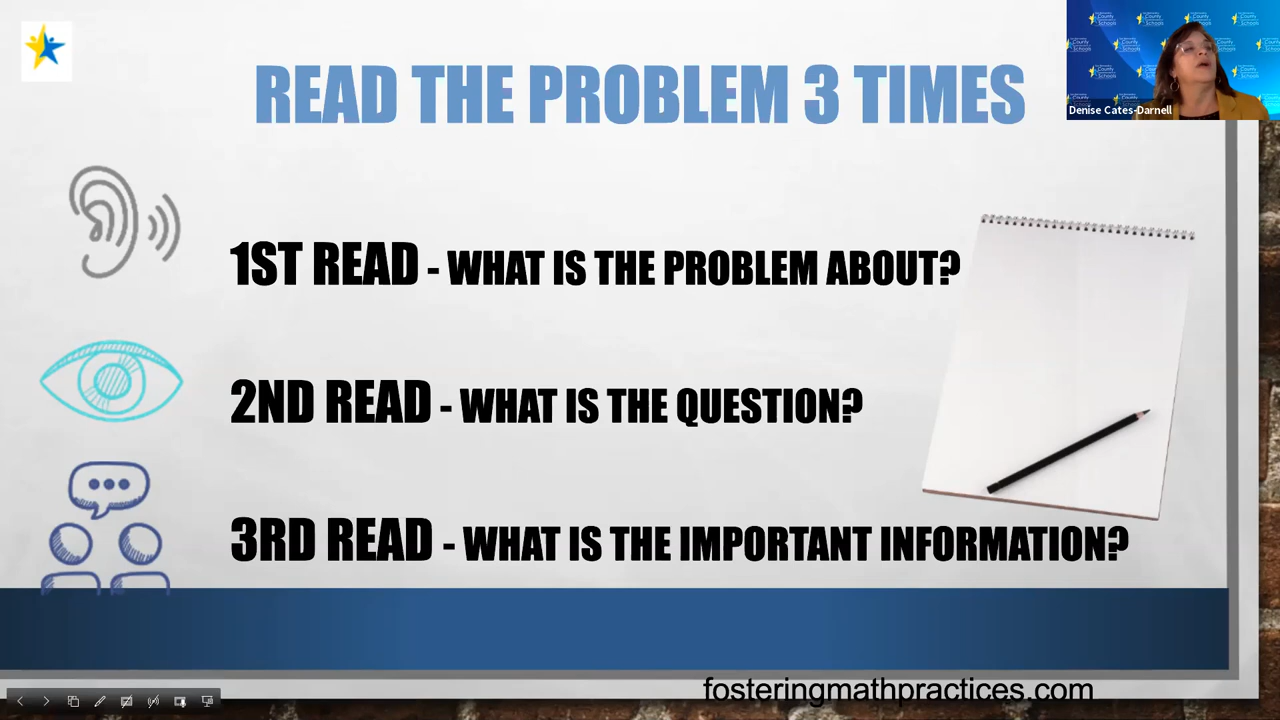 READ THE PROBLEM 3 TIMES
Denise Cates-Darnell
1ST READ - WHAT IS THE PROBLEM ABOUT?
2ND READ - WHAT IS THE QUESTION?
3RD READ - WHAT IS THE IMPORTANT INFORMATION?
fosteringmathpractices.com